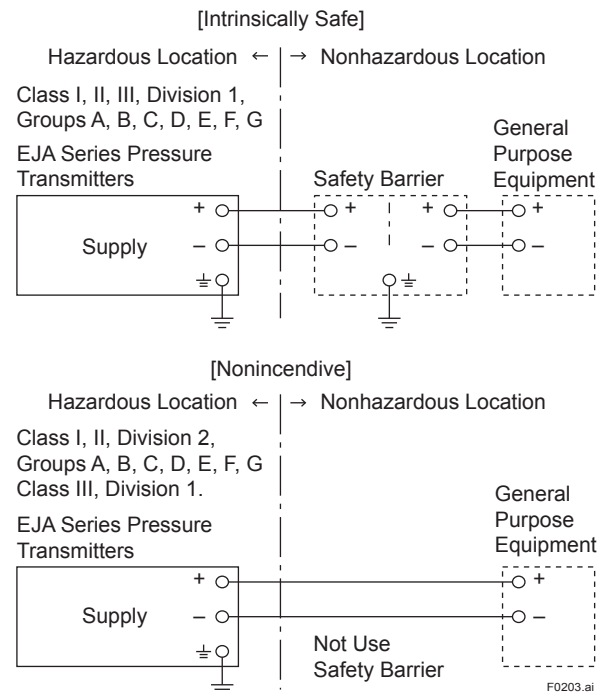 [Intrinsically Safe]
Hazardous Location ← → Nonhazardous Location
Class I, II, III, Division 1,
Groups A, B, C, D, E, F, G
EJA Series Pressure
Transmitters
Safety Barrier
General
Purpose
Equipment
+ + + +
Supply – – – –
[Nonincendive]
Hazardous Location ← → Nonhazardous Location
Class I, II, Division 2,
Groups A, B, C, D, E, F, G
Class III, Division 1.
EJA Series Pressure
Transmitters
General
Purpose
Equipment
+ +
Supply – –
Not Use
Safety Barrier
F0203.ai